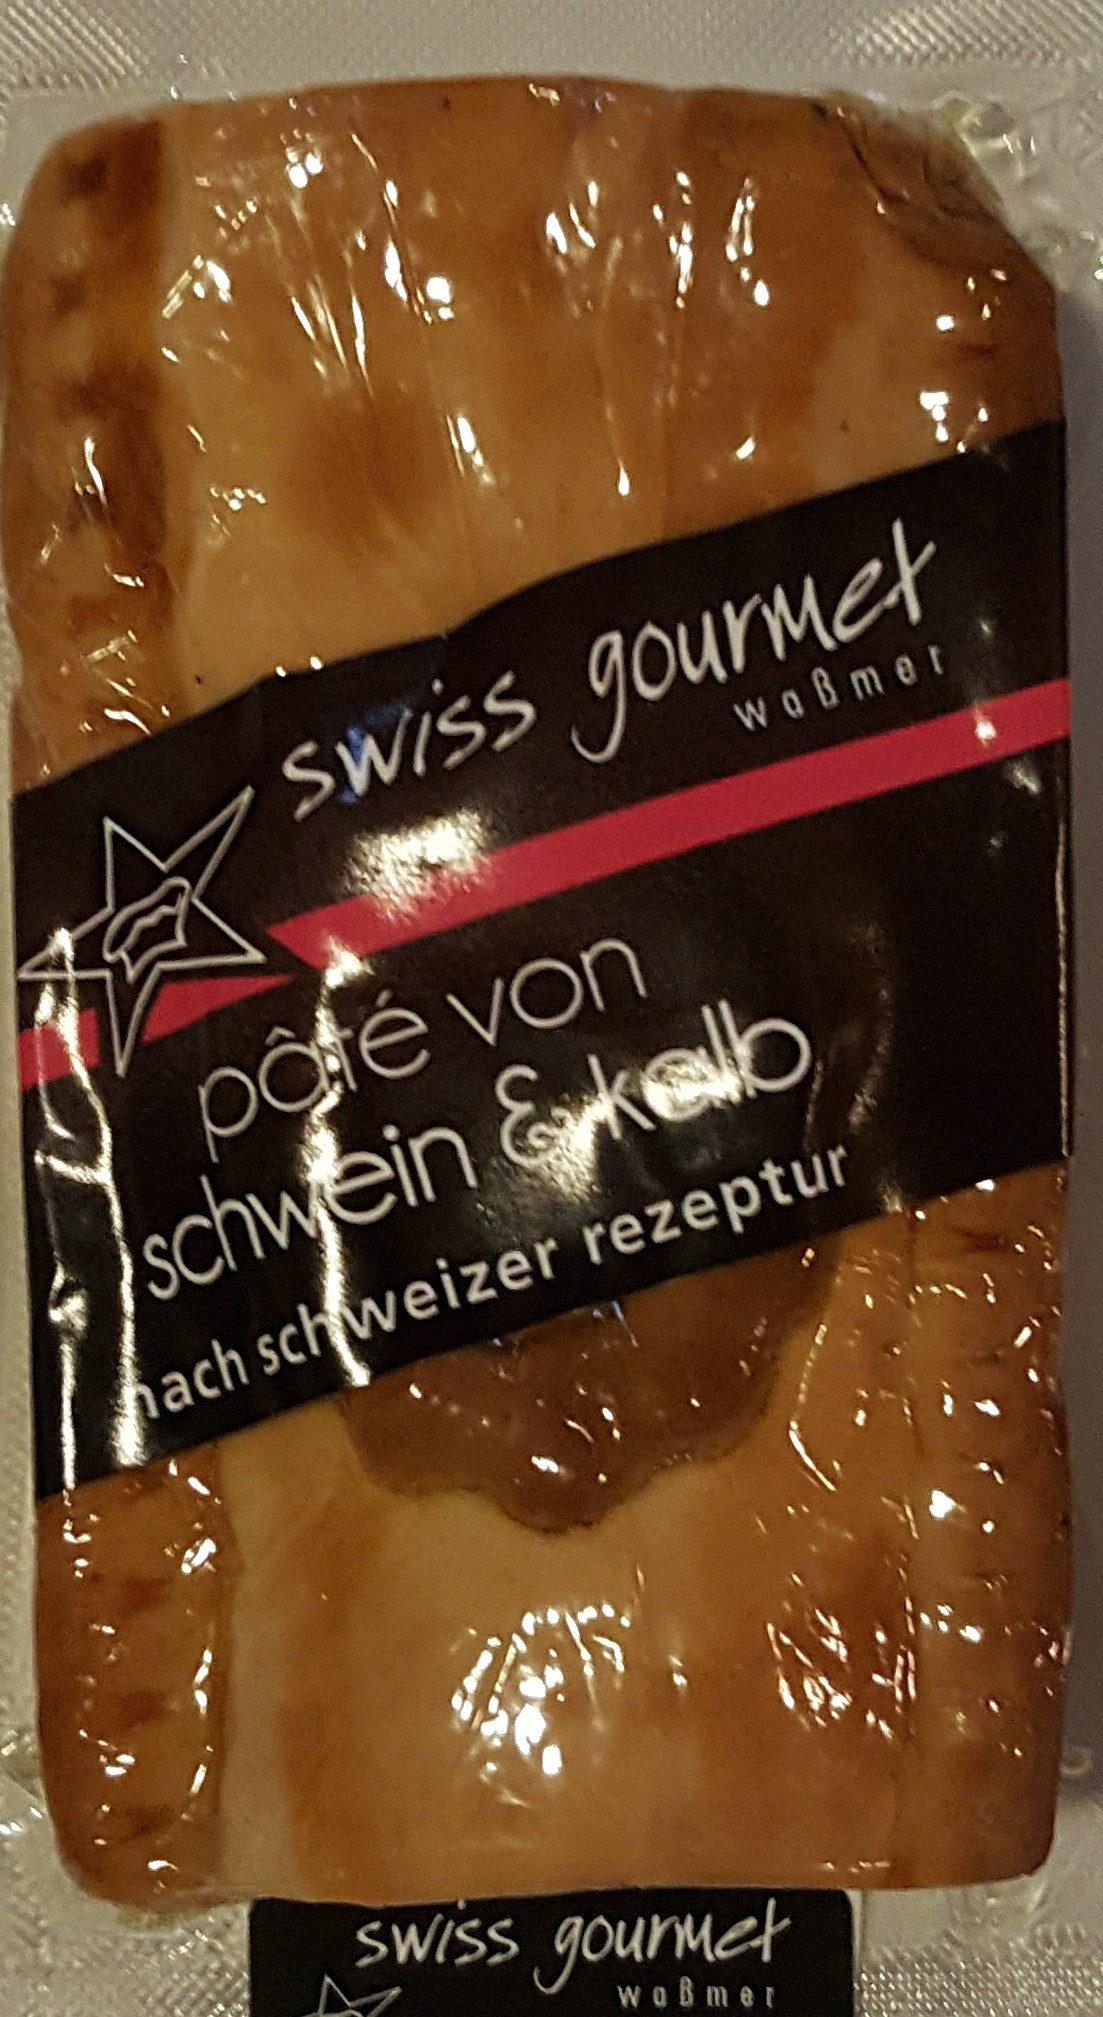 swiss gourmet
waßmer
pâté von
schwein & kalb
nach schweizer rezeptur
swiss gourmet
waßmer